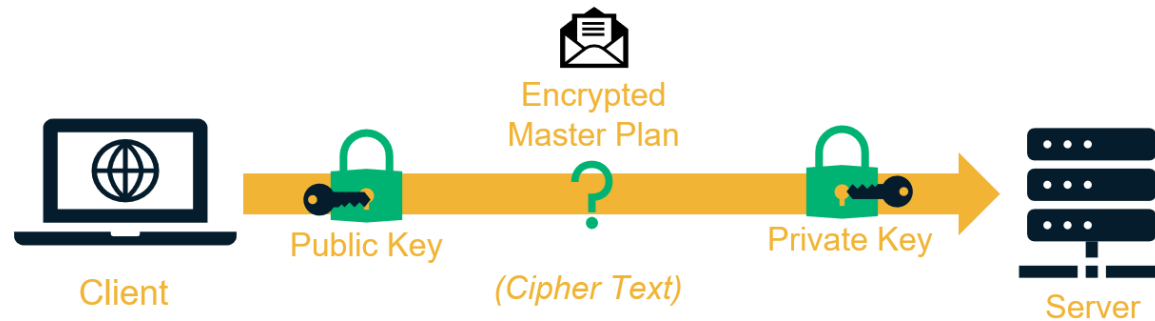 Encrypted
Master Plan
Public Key
Private Key
Client
(Cipher Text)
Server